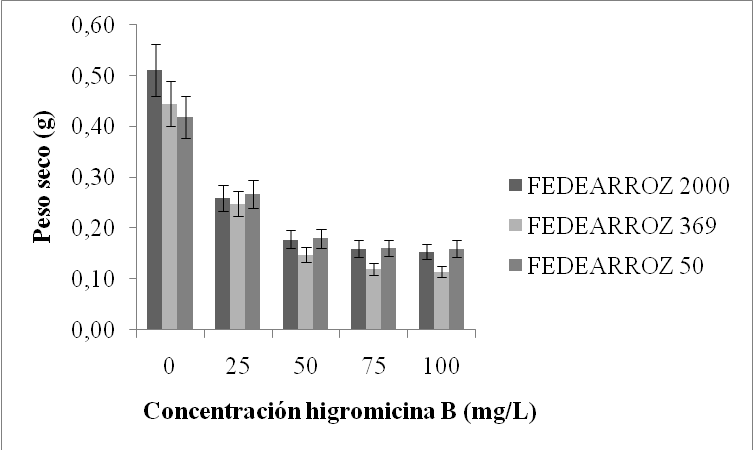 0,60
0,50
0,40
0,30
0,20
0,10
0,00
Peso seco (g)
0 25 50 75 100
Concentración higromicina B (mg/L)
FEDEARROZ 2000
FEDEARROZ 369
FEDEARROZ 50